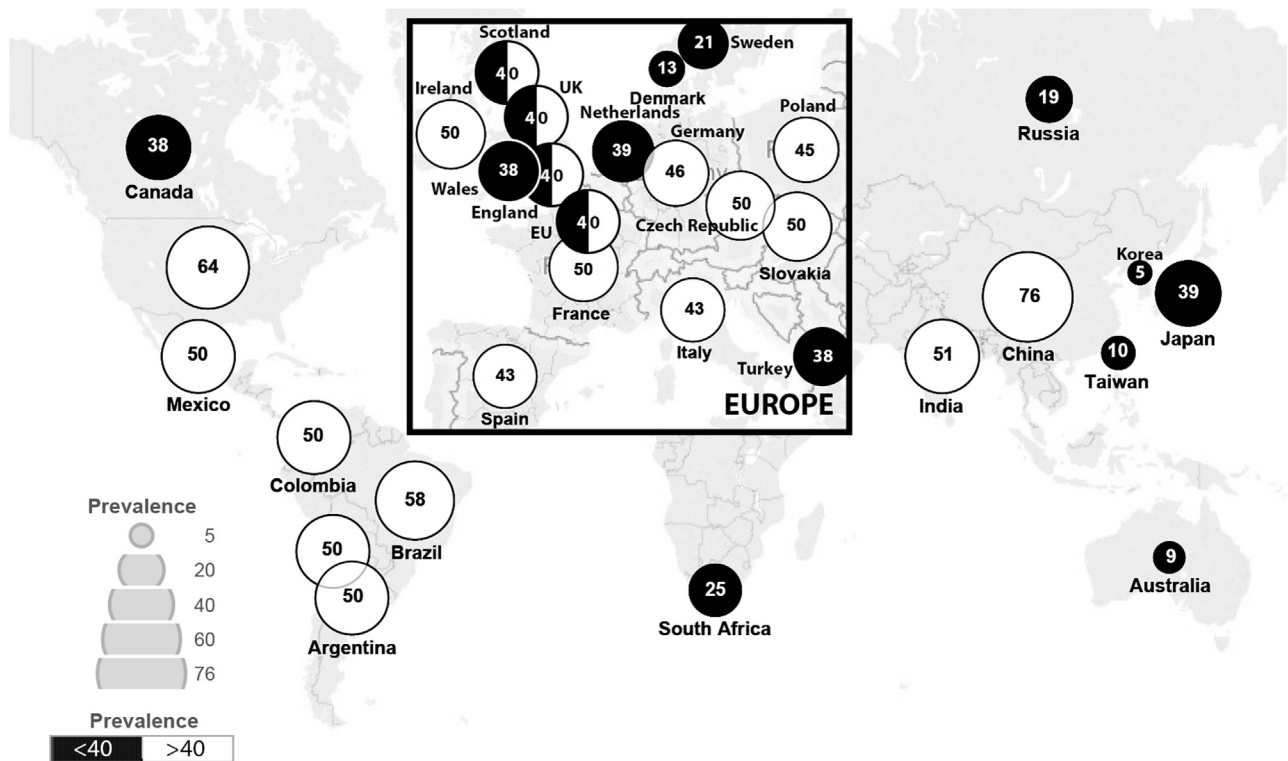 Scotland
40
UK
40
Ireland
50
Wales
38
England
40
EU
40
50
France
43
Spain
21
Sweden
13
Denmark
Netherlands
39
Germany
46
Poland
45
50
Czech Republic
50
Slovakia
43
Italy
Turkey
38
EUROPE
38
Canada
64
50
Mexico
50
Colombia
58
Brazil
50
50
Argentina
25
South Africa
19
Russia
Korea
5
39
Japan
76
China
10
Taiwan
51
India
9
Australia
Prevalence
5
20
40
60
76
Prevalence
<40 >40